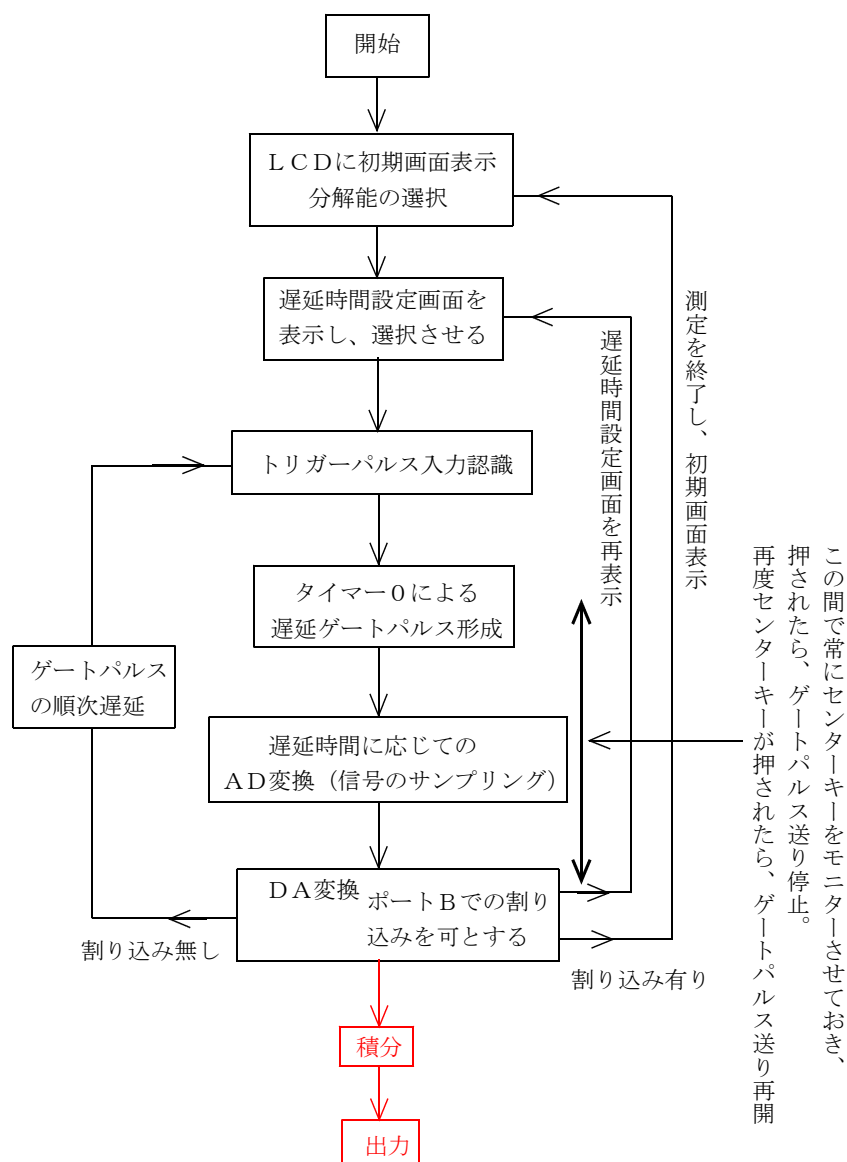 開始
ＬＣＤに初期画面表示
分解能の選択
遅延時間設定画面を
表示し、選択させる
トリガーパルス入力認識
タイマー０による
遅延ゲートパルス形成
ゲートパルス
の順次遅延
遅延時間に応じての
ＡＤ変換（信号のサンプリング）
ＤＡ変換
ポートＢでの割り
込みを可とする
割り込み無し
割り込み有り
積分
出力
遅延時間設定画面を再表示
測定を終了し、初期画面表示
この間で常にセンターキーをモニターさせておき、
押されたら、ゲートパルス送り停止。
再度センターキーが押されたら、ゲートパルス送り再開